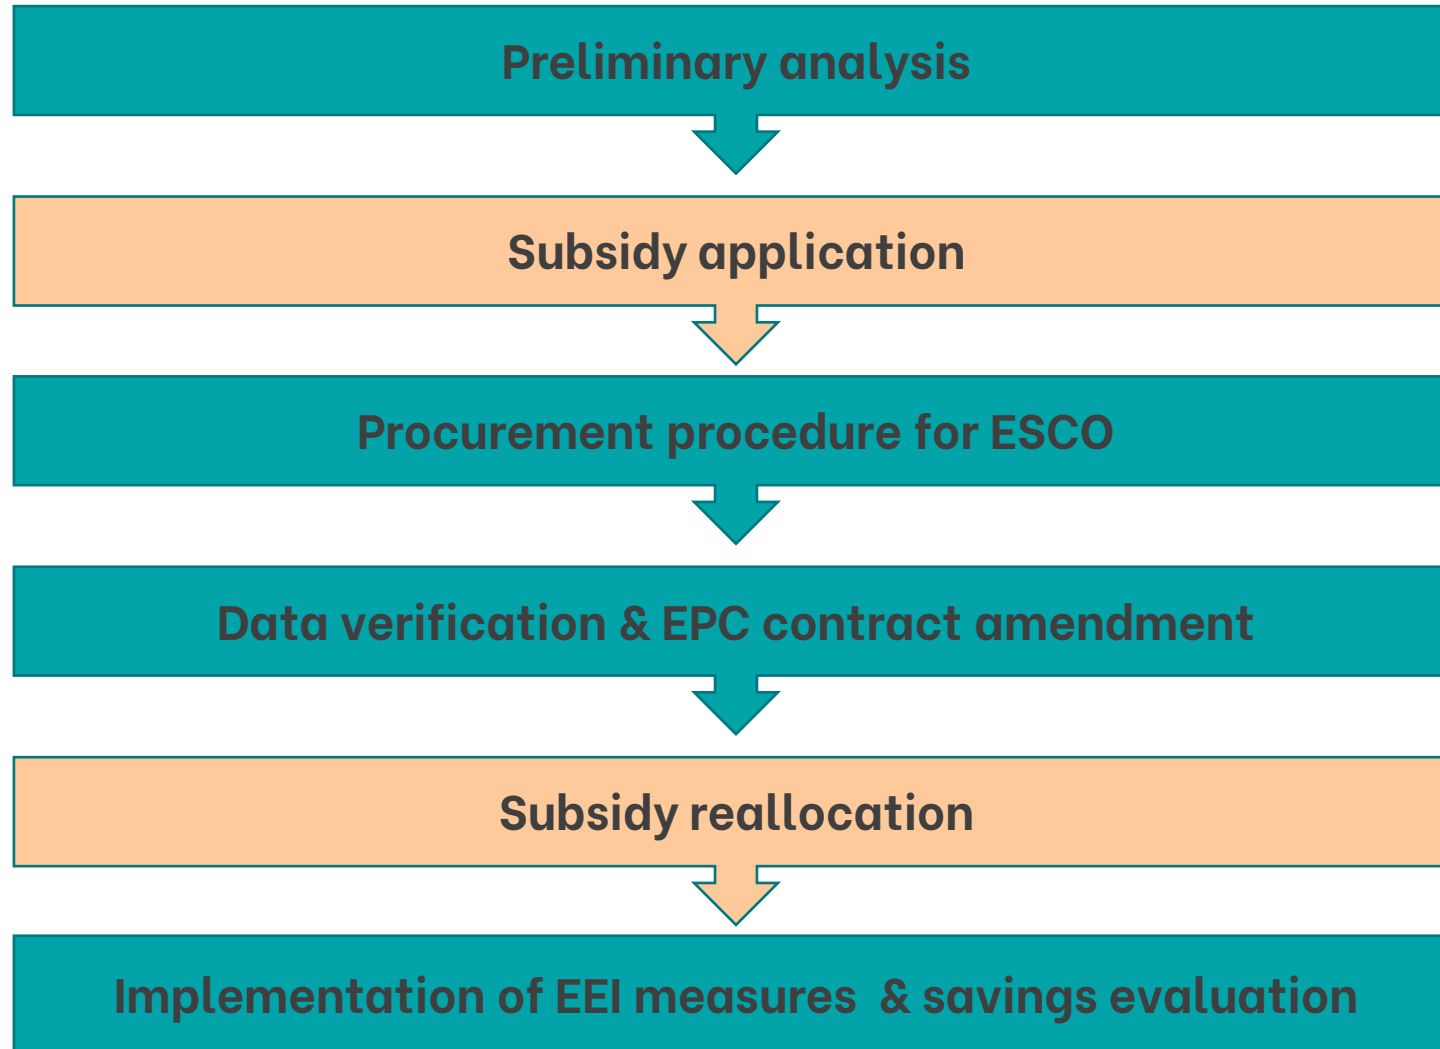 Preliminary analysis
Subsidy application
Procurement procedure for ESCO
Data verification & EPC contract amendment
Subsidy reallocation
Implementation of EEI measures & savings evaluation